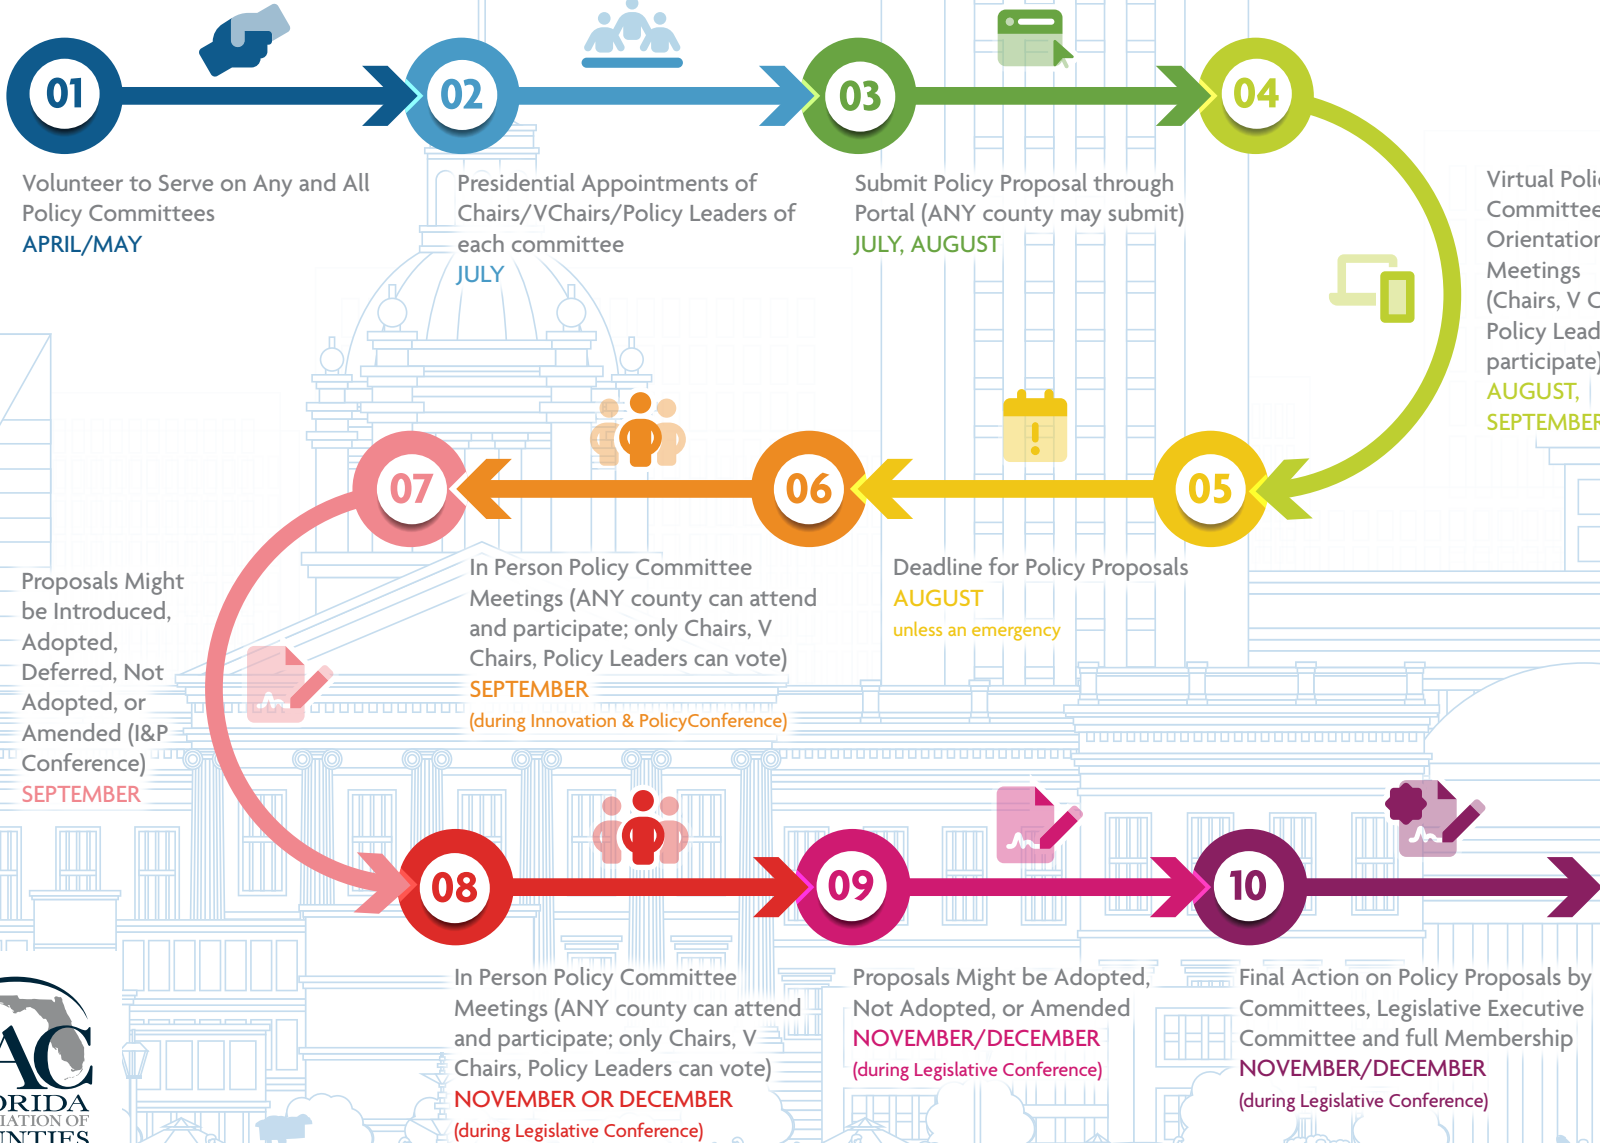 01
02
03
04
Volunteer to Serve on Any and All
Policy Committees
APRIL/MAY
Presidential Appointments of
Chairs/VChairs/Policy Leaders of
each committee
JULY
Submit Policy Proposal through
Portal (ANY county may submit)
JULY, AUGUST
Virtual
Committee
Orientation
Meetings
(Chairs, V
Policy
participate)
AUGUST,
SEPTEMBER
07
06
05
Proposals Might
be Introduced,
Adopted,
Deferred, Not
Adopted, or
Amended (I&P
Conference)
SEPTEMBER
In Person Policy Committee
Meetings (ANY county can attend
and participate; only Chairs, V
Chairs, Policy Leaders can vote)
SEPTEMBER
(during Innovation & PolicyConference)
Deadline for Policy Proposals
AUGUST
unless an emergency
08
09
10
In Person Policy Committee
Meetings (ANY county can attend
and participate; only Chairs, V
Chairs, Policy Leaders can vote)
NOVEMBER OR DECEMBER
(during Legislative Conference)
Proposals Might be Adopted,
Not Adopted, or Amended
NOVEMBER/DECEMBER
(during Legislative Conference)
Final Action on Policy Proposals by
Committees, Legislative Executive
Committee and full Membership
NOVEMBER/DECEMBER
(during Legislative Conference)
AC
ORIDA
IATION OF
UNTIES